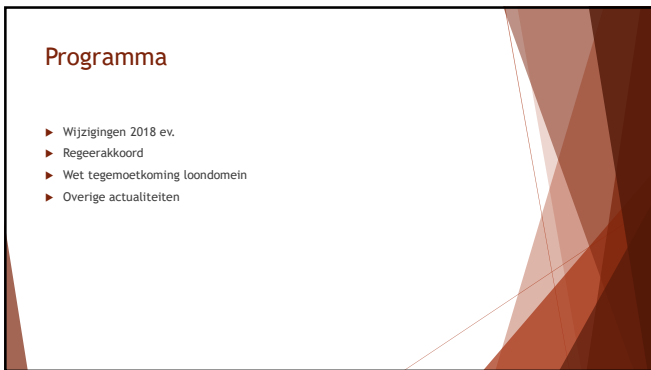 Programma
Wijzigingen 2018 ev.
Regeerakkoord
Wet tegemoetkoming loondomein
Overige actualiteiten